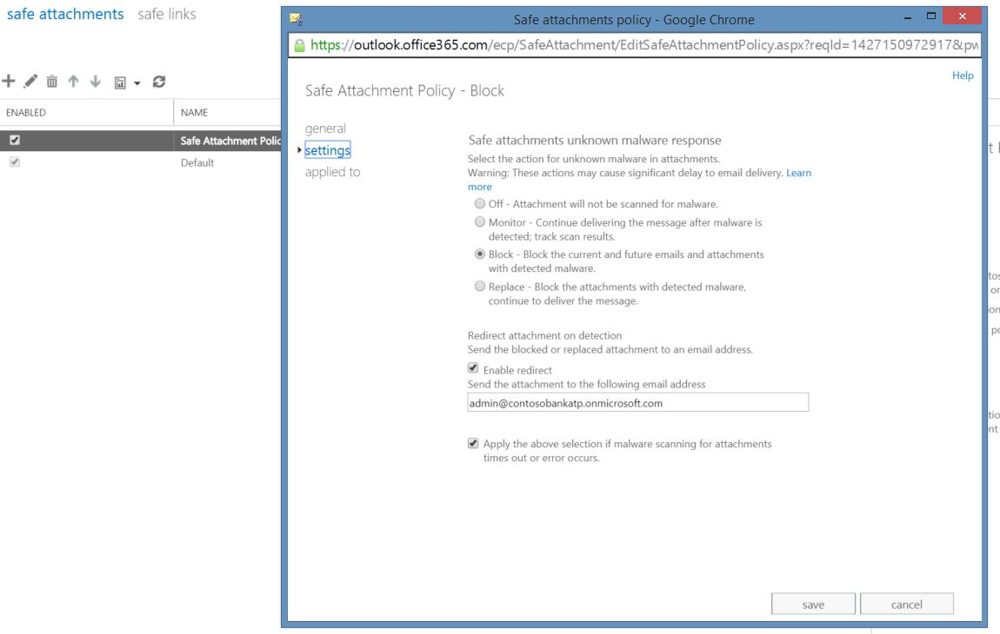 safe attachments safe links
ENABLED NAME
Safe Attachment Polic
Default
Safe attachments policy - Google Chrome
https://outlook.office365.com/ecp/SafeAttachment/EditSafeAttachmentPolicy.aspx?reqId=1427150972917&pw
Help
Safe Attachment Policy - Block
general
settings
applied to
Safe attachments unknown malware response
Select the action for unknown malware in attachments.
Warning: These actions may cause significant delay to email delivery. Learn
more
Off - Attachment will not be scanned for malware.
Monitor - Continue delivering the message after malware is
detected; track scan results.
Block - Block the current and future emails and attachments
with detected malware.
Replace - Block the attachments with detected malware,
continue to deliver the message.
Redirect attachment on detection
Send the blocked or replaced attachment to an email address.
Enable redirect
Send the attachment to the following email address
admin@contosobankatp.onmicrosoft.com
Apply the above selection if malware scanning for attachments
times out or error occurs.
save cancel